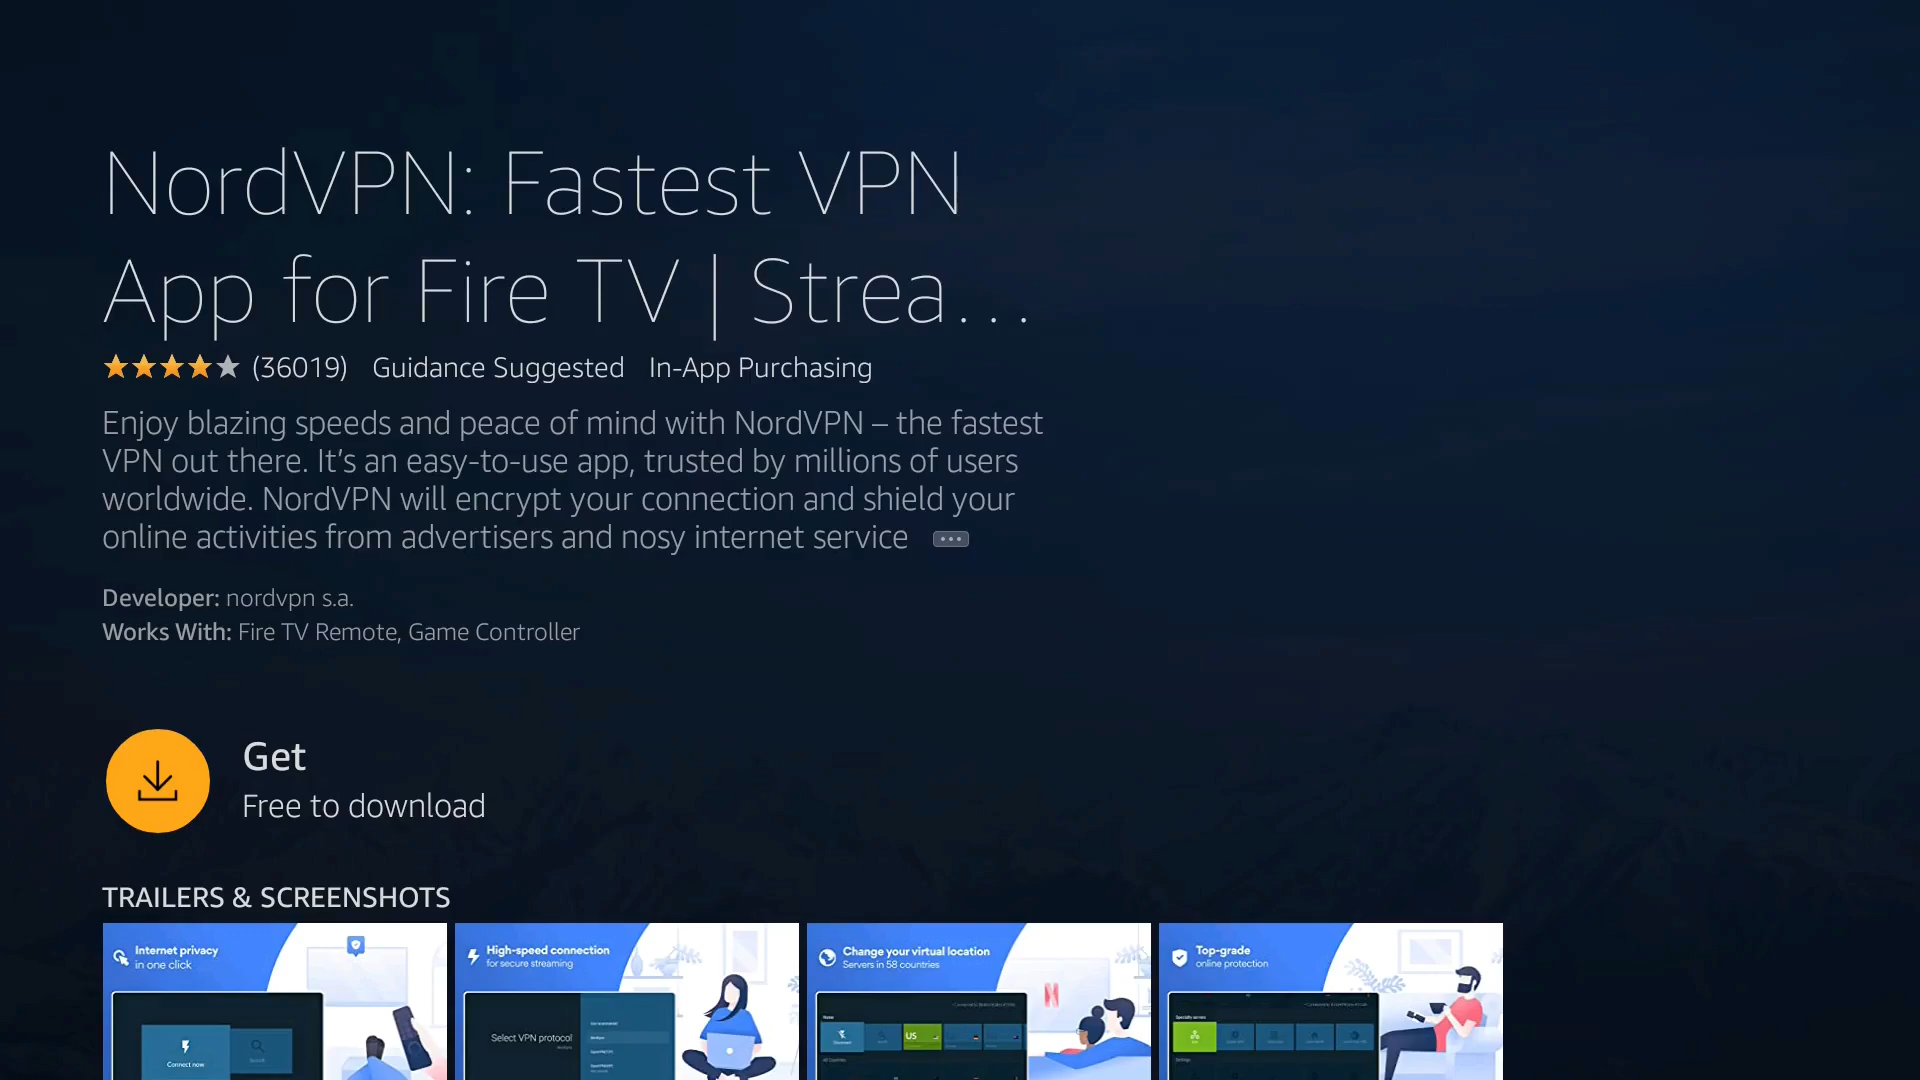 NordVPN: Fastest VPN
App for Fire TV | Strea...
(36019) Guidance Suggested In-App Purchasing
Enjoy blazing speeds and peace of mind with NordVPN – the fastest
VPN out there. It's an easy-to-use app, trusted by millions of users
worldwide. NordVPN will encrypt your connection and shield your
online activities from advertisers and nosy internet service ...
Developer: nordvpn s.a.
Works With: Fire TV Remote, Game Controller
Get
Free to download
TRAILERS & SCREENSHOTS
Internet privacy
in one click
Connect now
High-speed connection
for secure streaming
Select VPN protocol
Change your virtual location
Servers in 58 countries
US
Top-grade
online protection